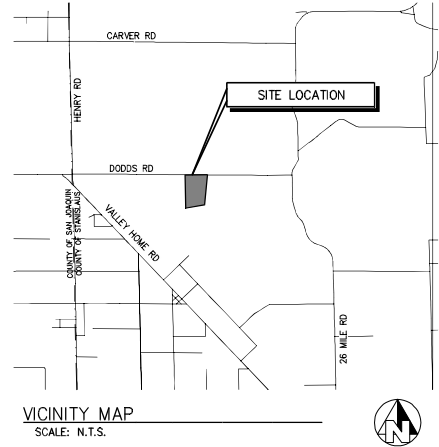 CARVER RD
HENRY RD
SITE LOCATION
DODDS RD
COUNTY OF SAN JOAQUIN
COUNTY OF STANISLAUS
VALLEY HOME RD
26 MILE RD
VICINITY MAP
SCALE: N.T.S.
N